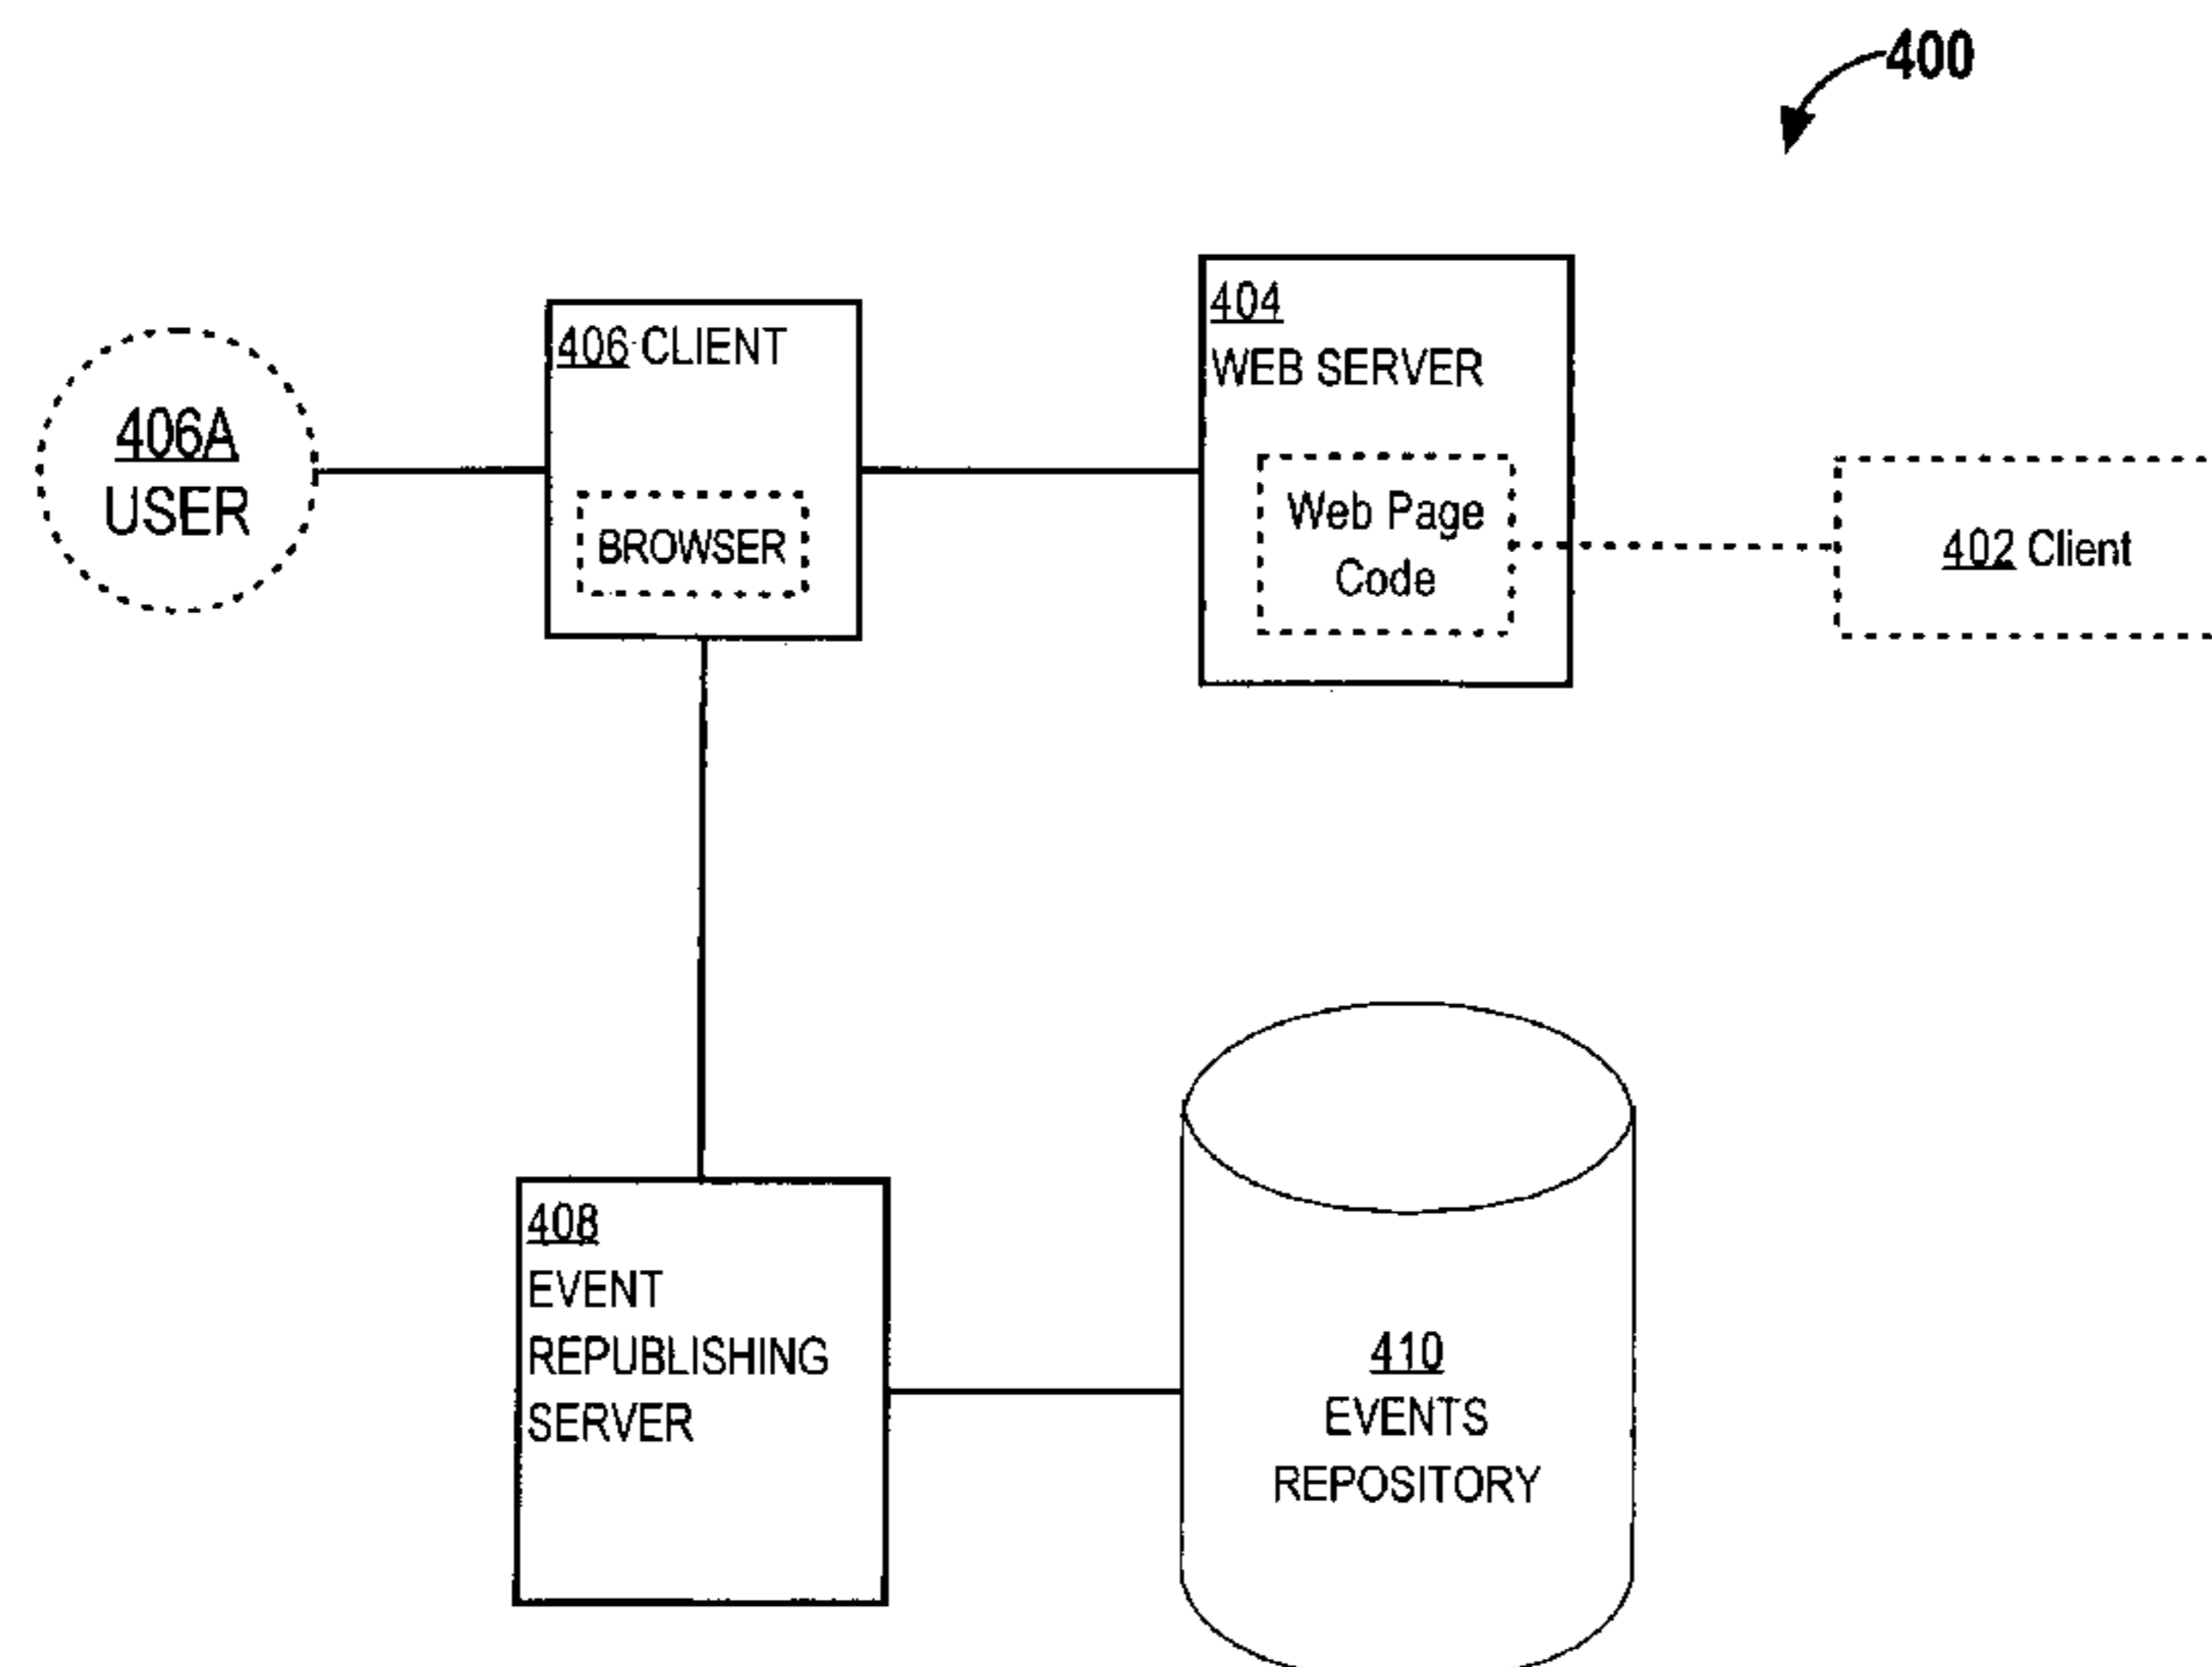 400
406A
USER
406 CLIENT
BROWSER
404
WEB SERVER
Web Page
Code
402 Client
408
EVENT
REPUBLISHING
SERVER
410
EVENTS
REPOSITORY